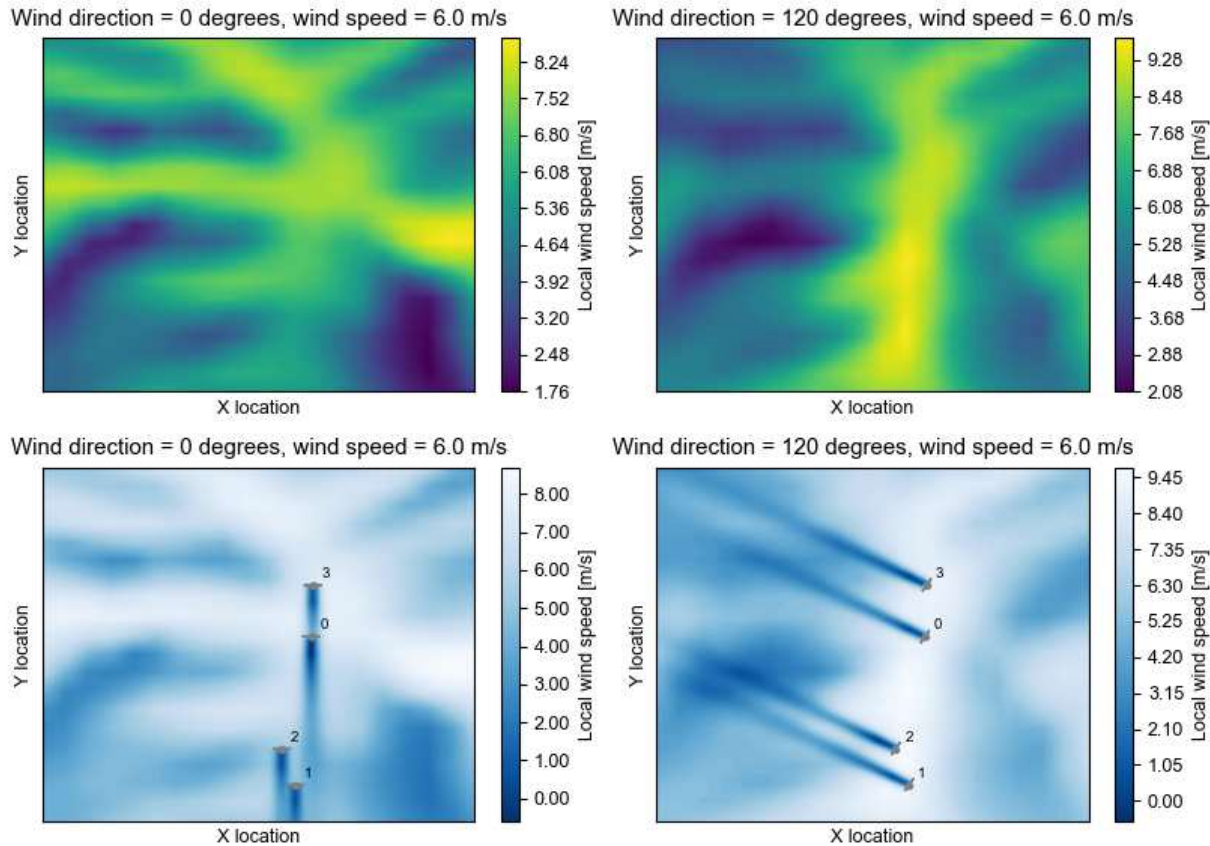 Wind direction = 0 degrees, wind speed = 6.0 m/s
Y location
X location
8.24
7.52
6.80
6.08
5.36
4.64
3.92
3.20
2.48
1.76
Local wind speed [m/s]
Wind direction = 120 degrees, wind speed = 6.0 m/s
Y location
X location
9.28
8.48
7.68
6.88
6.08
5.28
4.48
3.68
2.88
2.08
Local wind speed [m/s]
Wind direction = 0 degrees, wind speed = 6.0 m/s
Y location
3
0
2
1
X location
8.00
7.00
6.00
5.00
4.00
3.00
2.00
1.00
0.00
Local wind speed [m/s]
Wind direction = 120 degrees, wind speed = 6.0 m/s
Y location
3
0
2
1
X location
9.45
8.40
7.35
6.30
5.25
4.20
3.15
2.10
1.05
0.00
Local wind speed [m/s]